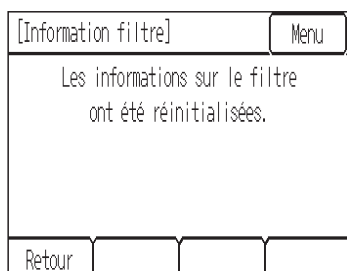 [Information filtre] Menu
Les informations sur le filtre
ont été réinitialisées.
Retour